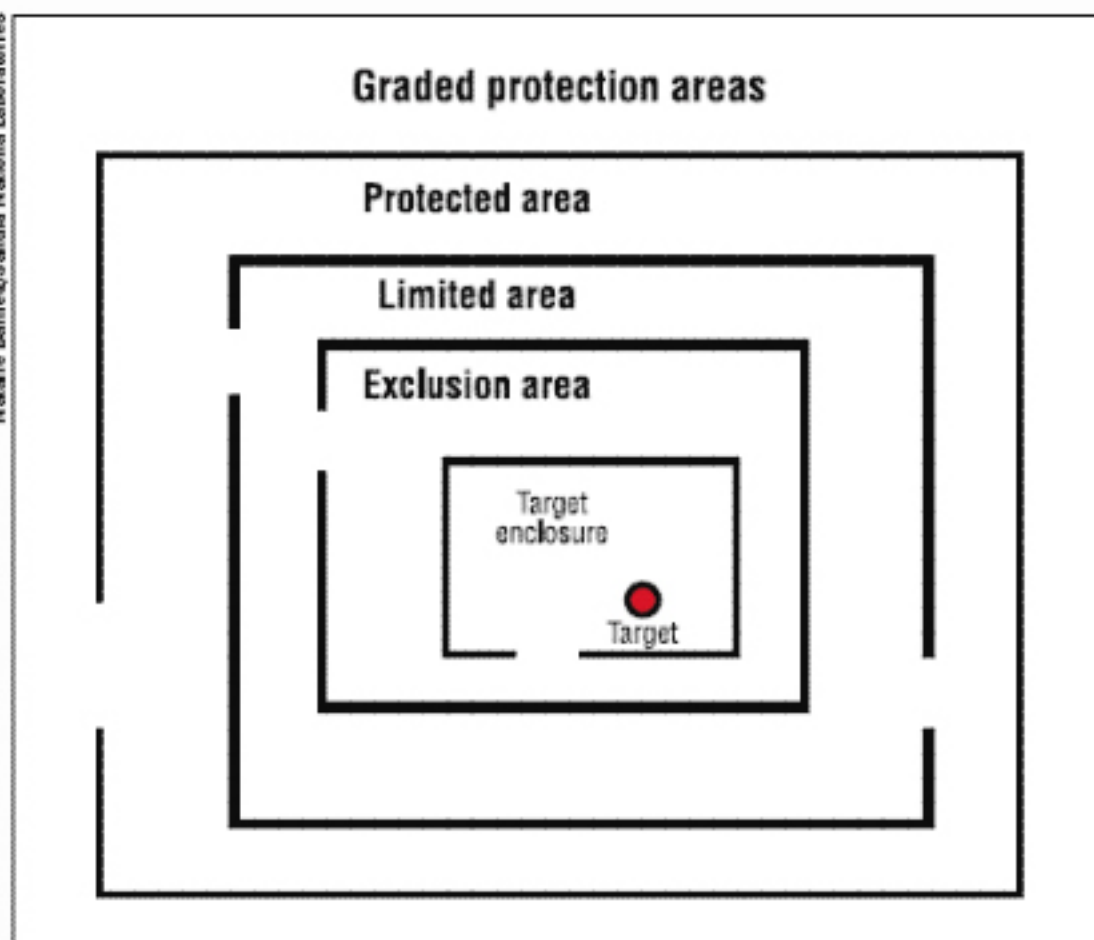 Graded protection areas
Protected area
Limited area
Exclusion area
Target
enclosure
Target